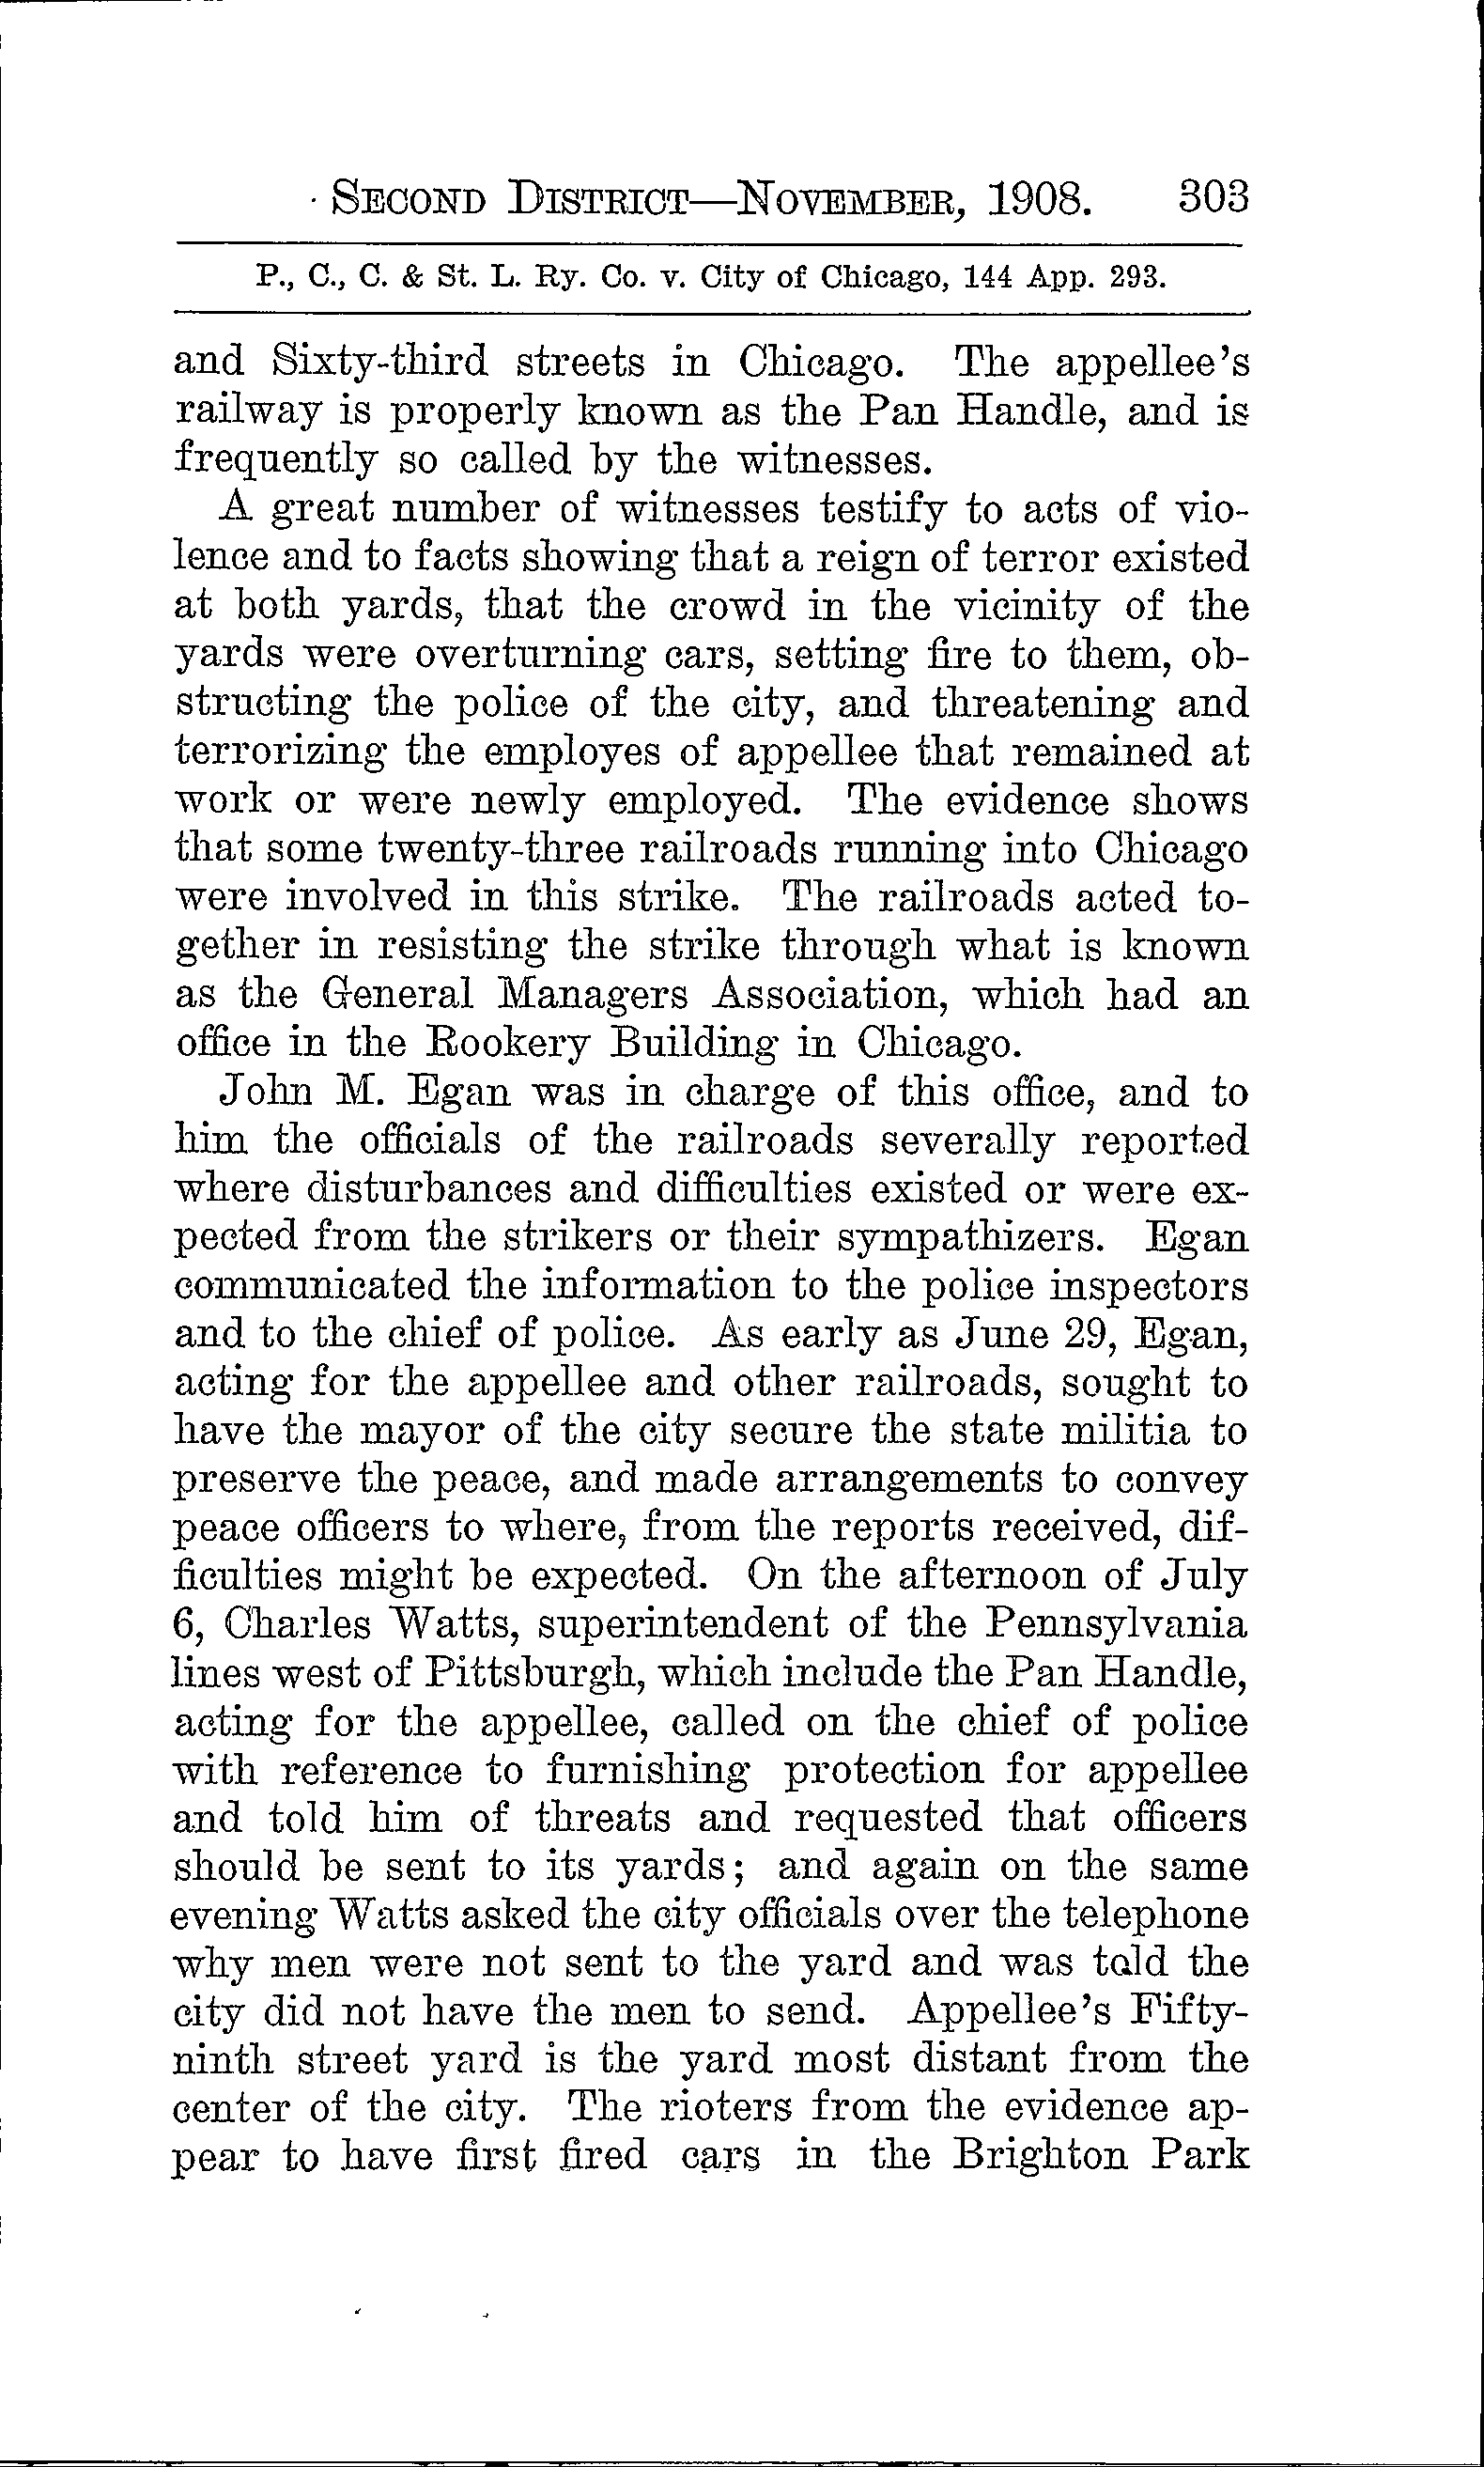 SECOND DISTRICT—NOVEMBER, 1908. 303
P., C., C. & St. L. Ry. Co. v. City of Chicago, 144 App. 293.
and Sixty-third streets in Chicago. The appellee's
railway is properly known as the Pan Handle, and is
frequently so called by the witnesses.
A great number of witnesses testify to acts of vio-
lence and to facts showing that a reign of terror existed
at both yards, that the crowd in the vicinity of the
yards were overturning cars, setting fire to them, ob-
structing the police of the city, and threatening and
terrorizing the employes of appellee that remained at
work or were newly employed. The evidence shows
that some twenty-three railroads running into Chicago
were involved in this strike. The railroads acted to-
gether in resisting the strike through what is known
as the General Managers Association, which had an
office in the Rookery Building in Chicago.
John M. Egan was in charge of this office, and to
him the officials of the railroads severally reported
where disturbances and difficulties existed or were ex-
pected from the strikers or their sympathizers. Egan
communicated the information to the police inspectors
and to the chief of police. As early as June 29, Egan,
acting for the appellee and other railroads, sought to
have the mayor of the city secure the state militia to
preserve the peace, and made arrangements to convey
peace officers to where, from the reports received, dif-
ficulties might be expected. On the afternoon of July
6, Charles Watts, superintendent of the Pennsylvania
lines west of Pittsburgh, which include the Pan Handle,
acting for the appellee, called on the chief of police
with reference to furnishing protection for appellee
and told him of threats and requested that officers
should be sent to its yards; and again on the same
evening Watts asked the city officials over the telephone
why men were not sent to the yard and was told the
city did not have the men to send. Appellee's Fifty-
ninth street yard is the yard most distant from the
center of the city. The rioters from the evidence ap-
pear to have first fired cars in the Brighton Park